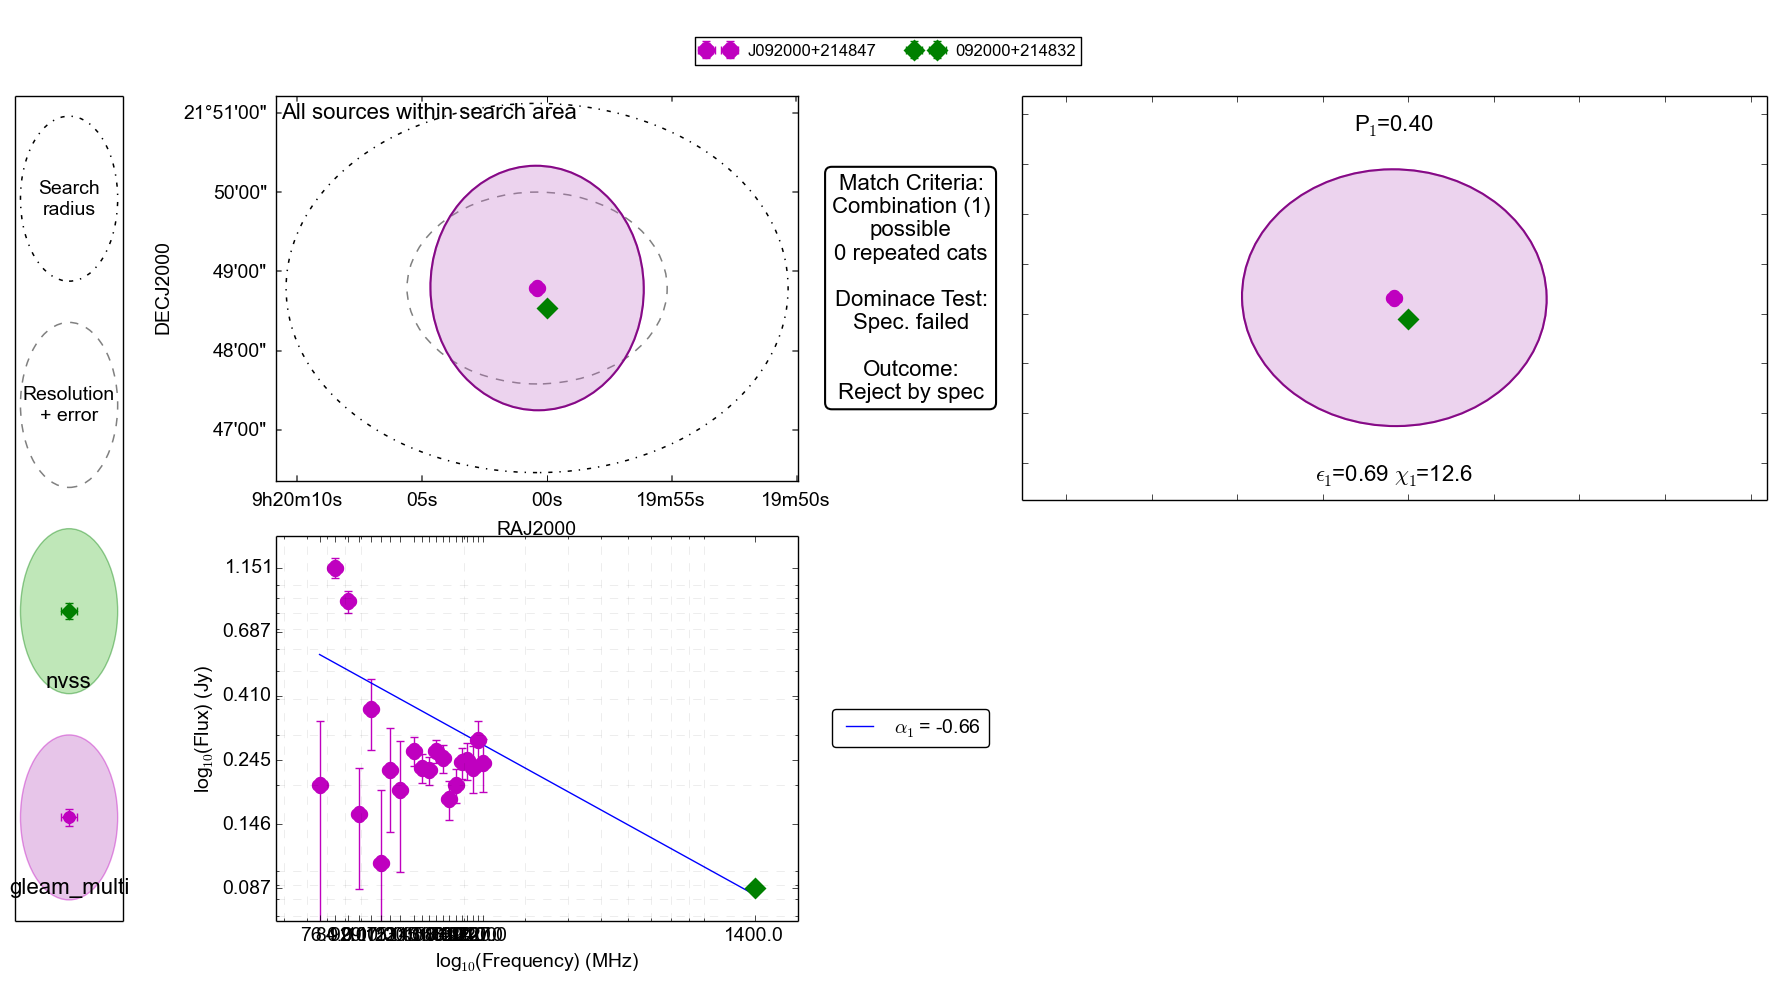 J092000+214847
092000+214832
Search
radius
Resolution
+ error
nvss
gleam_multi
All sources within search area
21°51'00"
50'00"
49'00"
48'00"
47'00"
DECJ2000
9h20m10s
05s
00s
19m55s
19m50s
RAJ2000
Match Criteria:
Combination (1)
possible
0 repeated cats
Dominace Test:
Spec. failed
Outcome:
Reject by spec
P₁=0.40
ϵ₁=0.69 χ₁=12.6
1.151
0.687
0.410
0.245
0.146
0.087
log₁₀(Flux) (Jy)
1400.0
log₁₀(Frequency) (MHz)
α₁ = -0.66